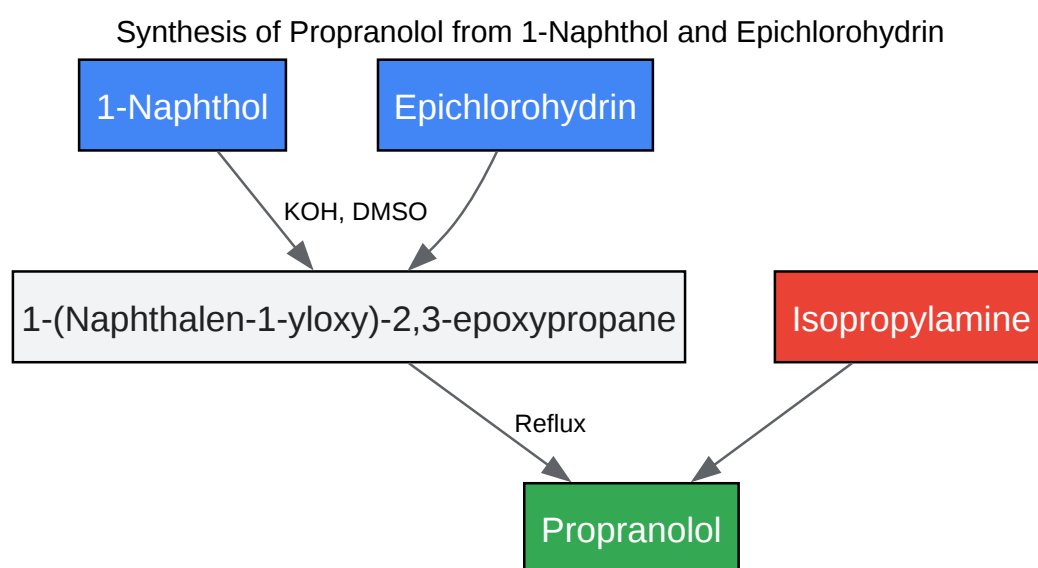 Synthesis of Propranolol from 1-Naphthol and Epichlorohydrin
1-Naphthol
Epichlorohydrin
KOH, DMSO
1-(Naphthalen-1-yloxy)-2,3-epoxypropane
Isopropylamine
Reflux
Propranolol